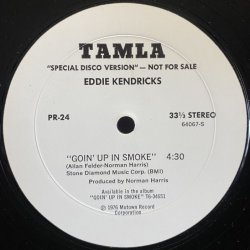 TAMLA
"SPECIAL DISCO VERSION" — NOT FOR SALE
EDDIE KENDRICKS
PR-24
33⅓ STEREO
64067-S
"GOIN' UP IN SMOKE" 4:30
(Allan Felder-Norman Harris)
Stone Diamond Music Corp. (BMI)
Produced by Norman Harris
Available in the album
"GOIN' UP IN SMOKE" T6-346S1
℗ 1976 Motown Record
Corporation